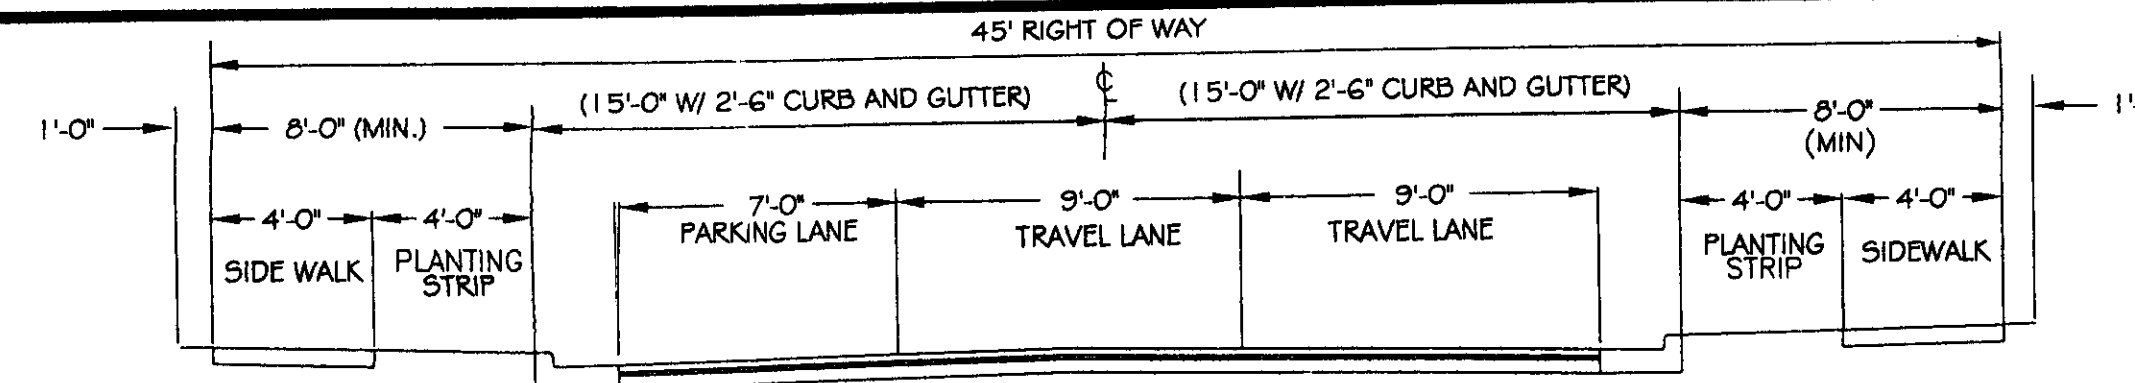 45' RIGHT OF WAY
(15'-0" W/ 2'-6" CURB AND GUTTER)
℄
(15'-0" W/ 2'-6" CURB AND GUTTER)
1'-0"
8'-0" (MIN.)
8'-0"
(MIN)
1'-
7'-0"
PARKING LANE
9'-0"
TRAVEL LANE
9'-0"
TRAVEL LANE
4'-0"
4'-0"
4'-0"
4'-0"
SIDE WALK
PLANTING
STRIP
PLANTING
STRIP
SIDEWALK